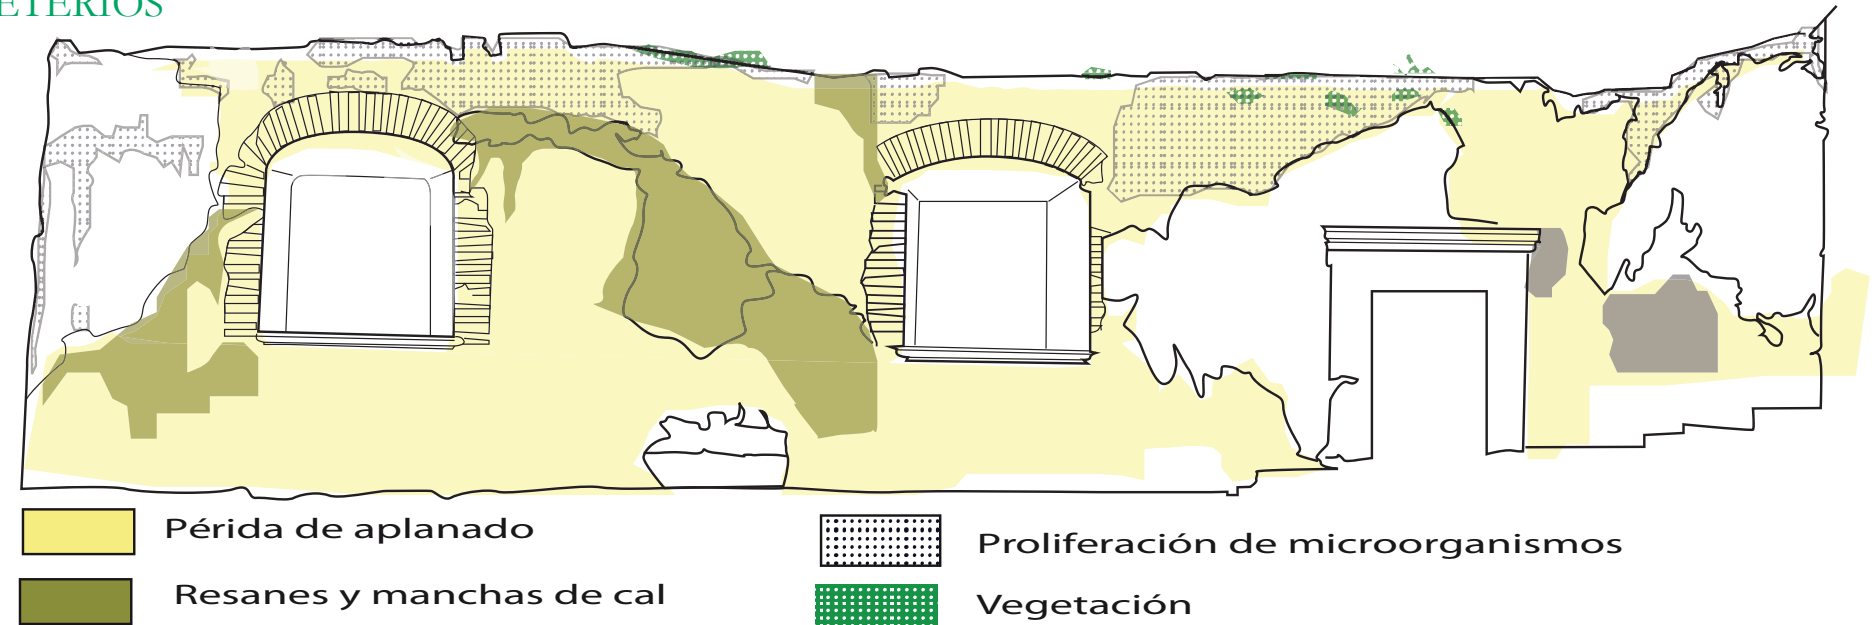 ETERIOS
Périda de aplanado
Proliferación de microorganismos
Resanes y manchas de cal
Vegetación